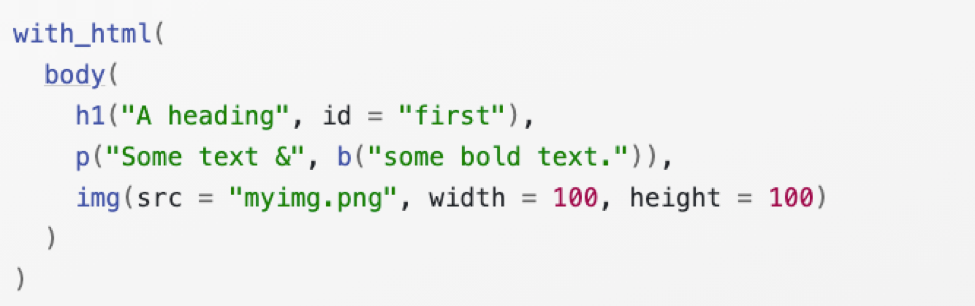 with_html(
  body(
    h1("A heading", id = "first"),
    p("Some text &", b("some bold text.")),
    img(src = "myimg.png", width = 100, height = 100)
  )
)